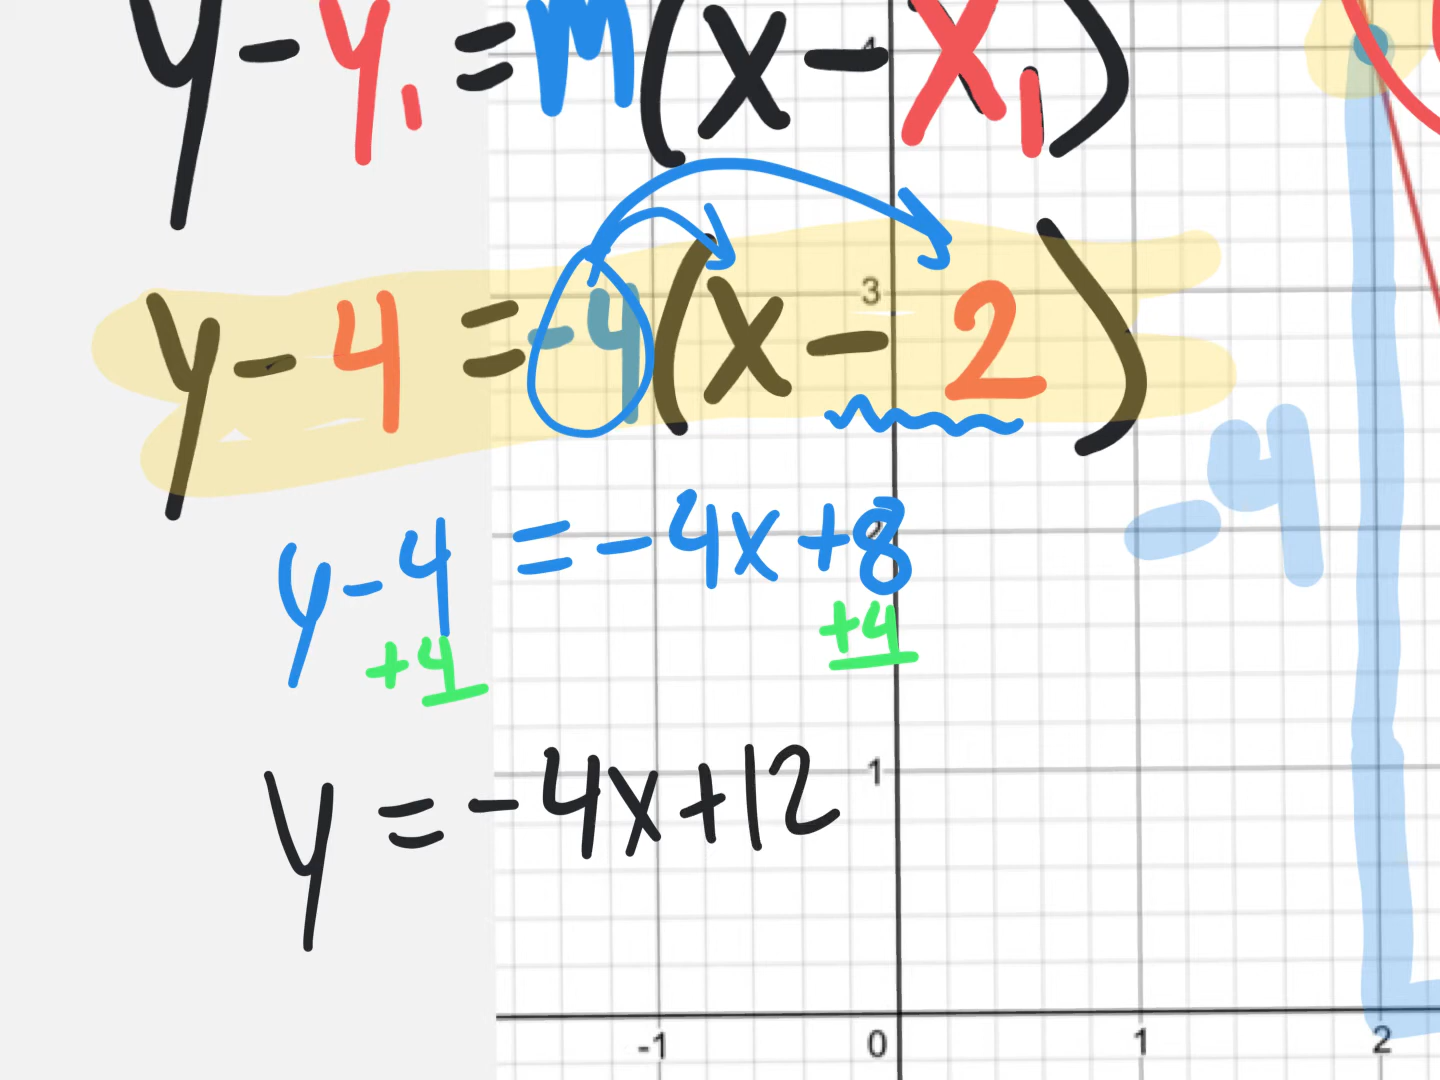 y - y₁ = m(x - x₁)
4
y - 4 = -4(x - 2)
3
-4
y - 4 = -4x + 8
+4 +4
y = -4x + 12
1
-1 0 1 2